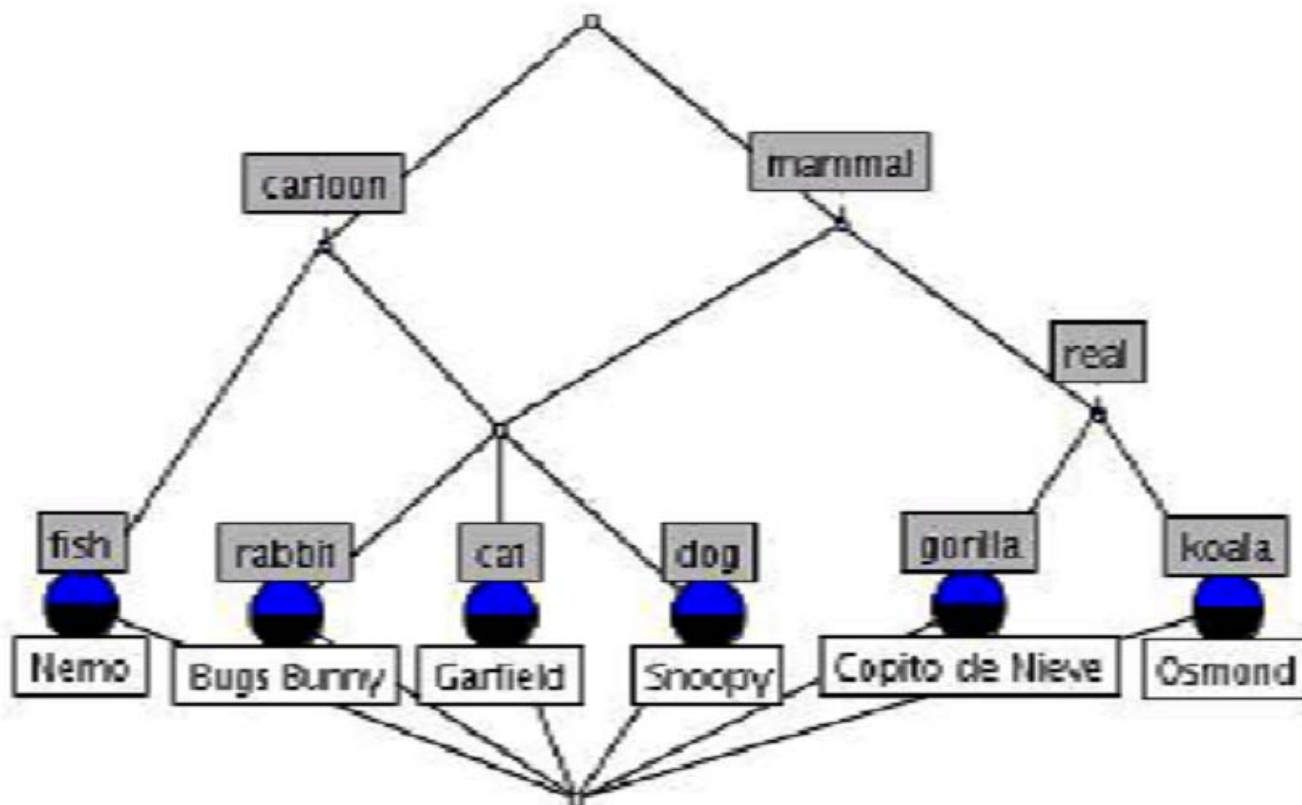 cartoon
mammal
real
fish
rabbit
cat
dog
gorilla
koala
Nemo
Bugs Bunny
Garfield
Snoopy
Copito de Nieve
Osmond